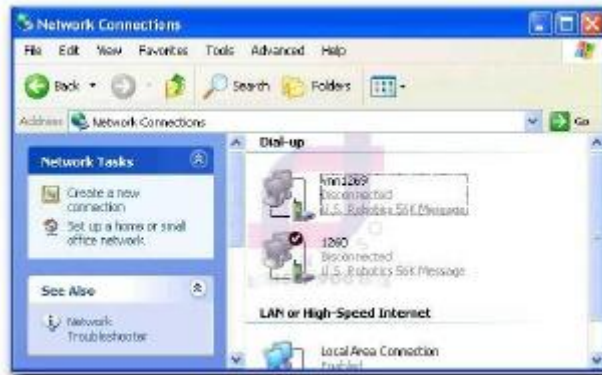 Network Connections
File Edit View Favorites Tools Advanced Help
Back Search Folders
Address Network Connections Go
Network Tasks
Create a new
connection
Set up a home or small
office network
See Also
Network
Troubleshooter
Dial-up
vnn1269
Disconnected
U.S. Robotics 56K Message
1260
Disconnected
U.S. Robotics 56K Message
LAN or High-Speed Internet
Local Area Connection
Enabled